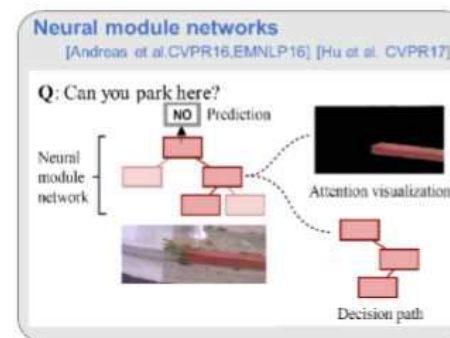 Neural module networks
[Andreas et al.CVPR16,EMNLP16] [Hu et al. CVPR17]
Q: Can you park here?
NO Prediction
Neural
module
network
Attention visualization
Decision path